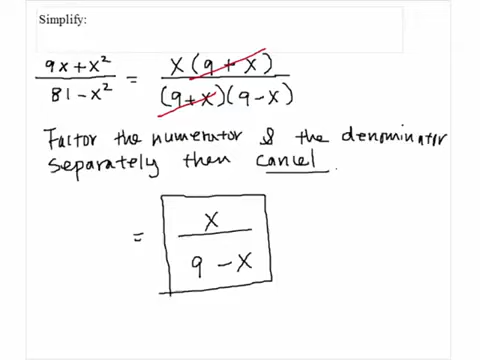 Simplify:
9x + x² / 81 - x² = x(9 + x) / (9+x)(9-x)
Factor the numerator & the denominator
separately then cancel.
= x / 9 - x